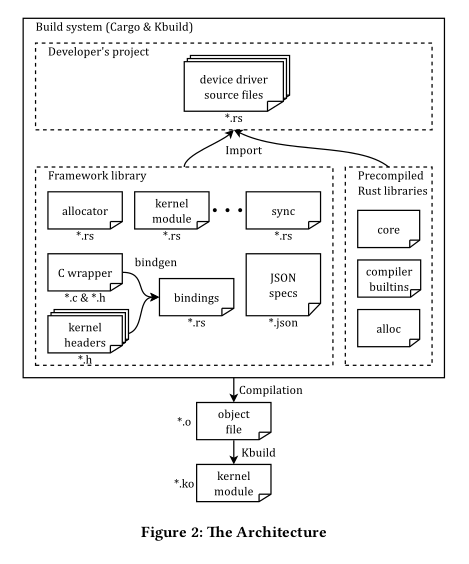 Build system (Cargo & Kbuild)
Developer's project
device driver
source files
*.rs
Import
Framework library
allocator
*.rs
kernel
module
*.rs
• • •
sync
*.rs
C wrapper
*.c & *.h
bindgen
bindings
*.rs
JSON
specs
*.json
kernel
headers
*.h
Precompiled
Rust libraries
core
compiler
builtins
alloc
Compilation
*.o
object
file
Kbuild
*.ko
kernel
module
Figure 2: The Architecture